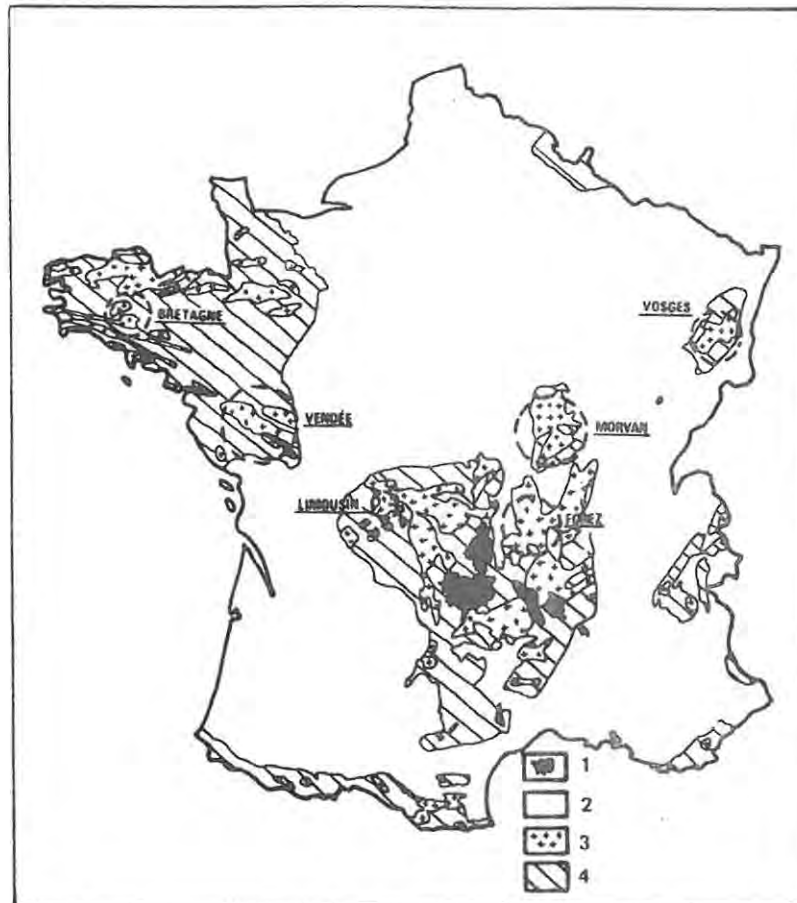 BRETAGNE
VOSGES
VENDÉE
MORVAN
LIMOUSIN
FOREZ
1
2
3
4